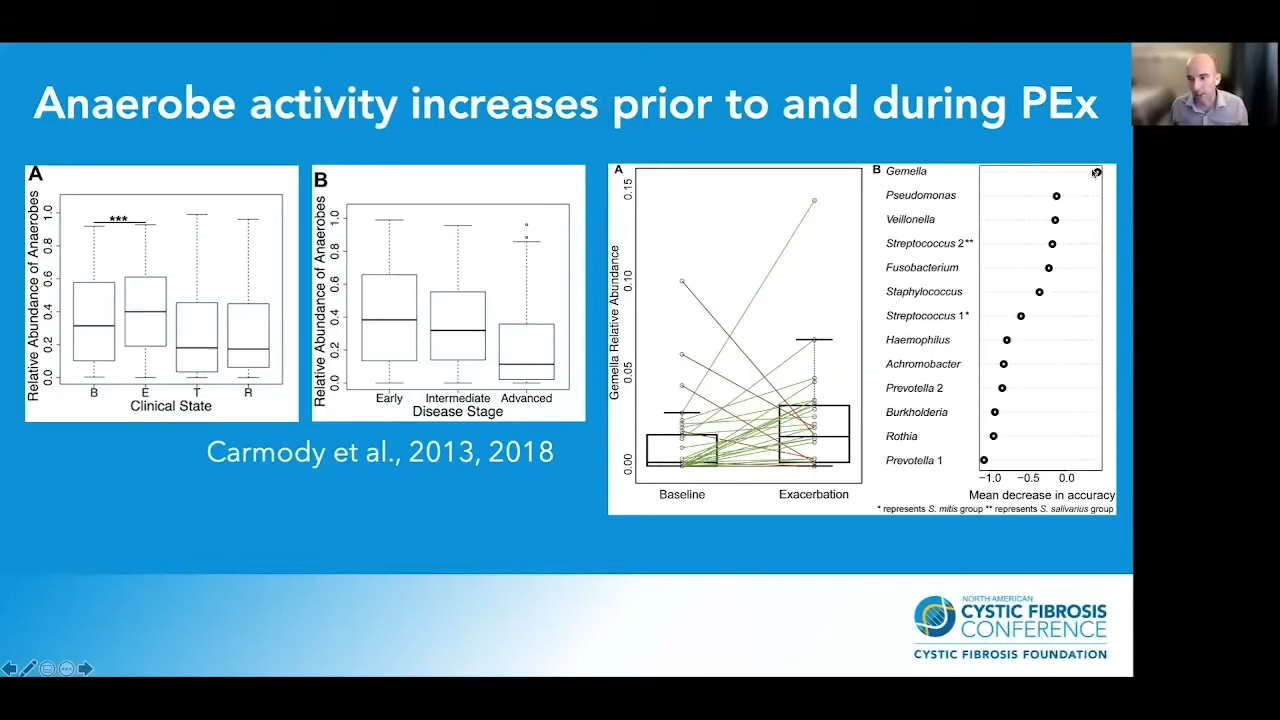 Anaerobe activity increases prior to and during PEx
A
Relative Abundance of Anaerobes
1.0
0.8
0.6
0.4
0.2
0.0
***
B E T R
Clinical State
B
Relative Abundance of Anaerobes
1.0
0.8
0.6
0.4
0.2
0.0
Early Intermediate Advanced
Disease Stage
Carmody et al., 2013, 2018
A
Gemella Relative Abundance
0.15
0.10
0.05
0.00
Baseline Exacerbation
B
Gemella
Pseudomonas
Veillonella
Streptococcus 2**
Fusobacterium
Staphylococcus
Streptococcus 1*
Haemophilus
Achromobacter
Prevotella 2
Burkholderia
Rothia
Prevotella 1
−1.0 −0.5 0.0
Mean decrease in accuracy
* represents S. mitis group ** represents S. salivarius group
NORTH AMERICAN
CYSTIC FIBROSIS
CONFERENCE
CYSTIC FIBROSIS FOUNDATION